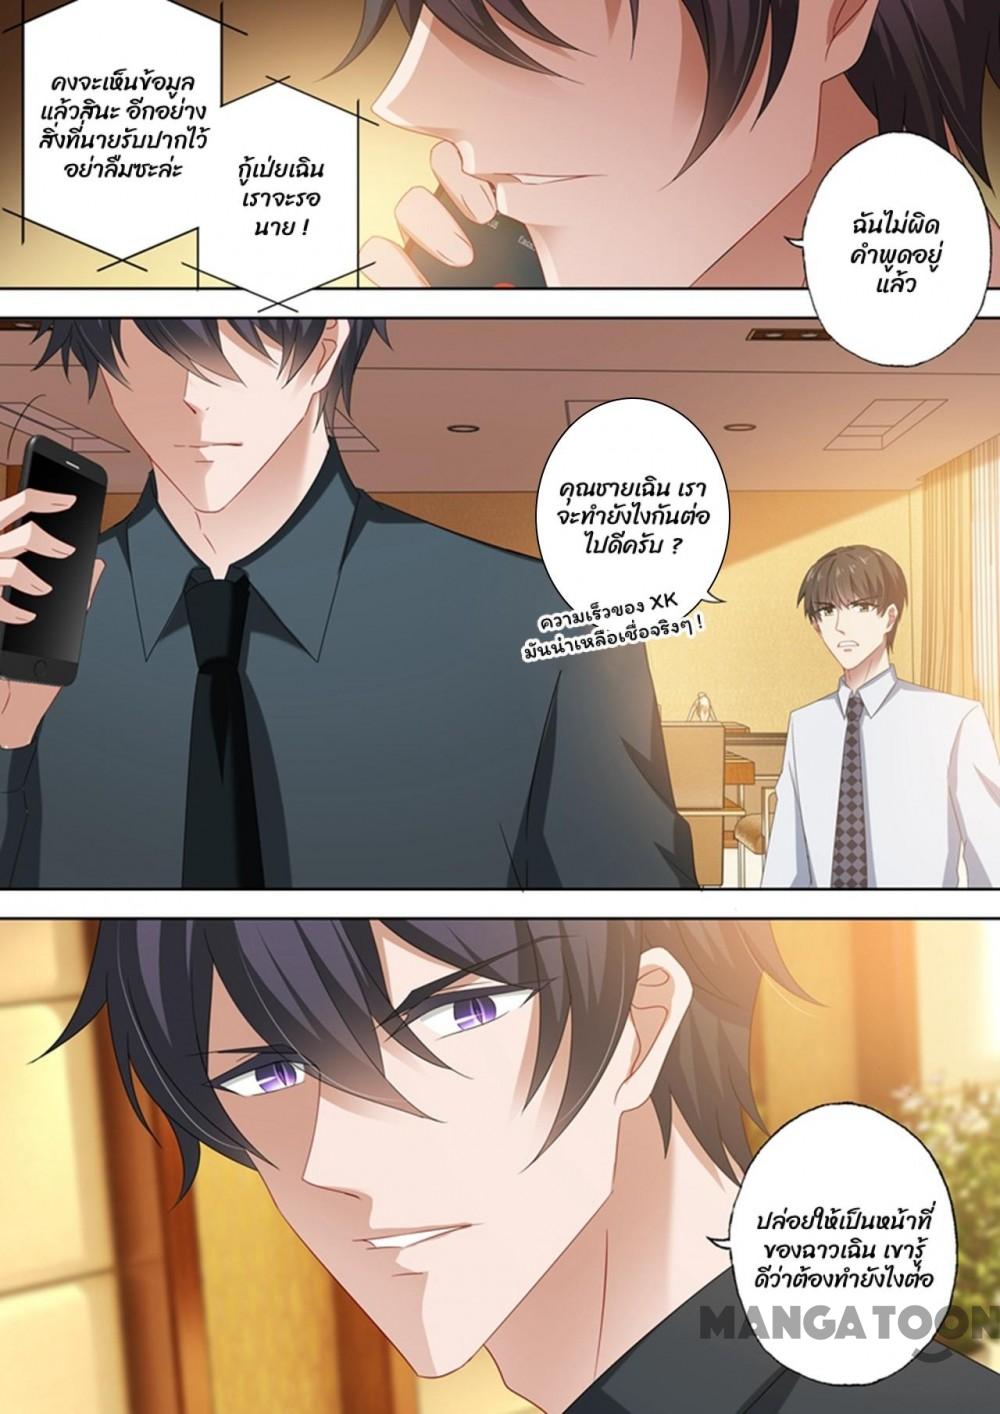 คงจะเห็นข้อมูล
แล้วสินะ อีกอย่าง
สิ่งที่นายรับปากไว้
อย่าลืมซะล่ะ
กู้เป่ยเฉิน
เราจะรอ
นาย !
ฉันไม่ผิด
คำพูดอยู่
แล้ว
คุณชายเฉิน เรา
จะทำยังไงกันต่อ
ไปดีครับ ?
ความเร็วของ XK
มันน่าเหลือเชื่อจริงๆ !
ปล่อยให้เป็นหน้าที่
ของฉาวเฉิน เขารู้
ดีว่าต้องทำยังไงต่อ
MANGATOON